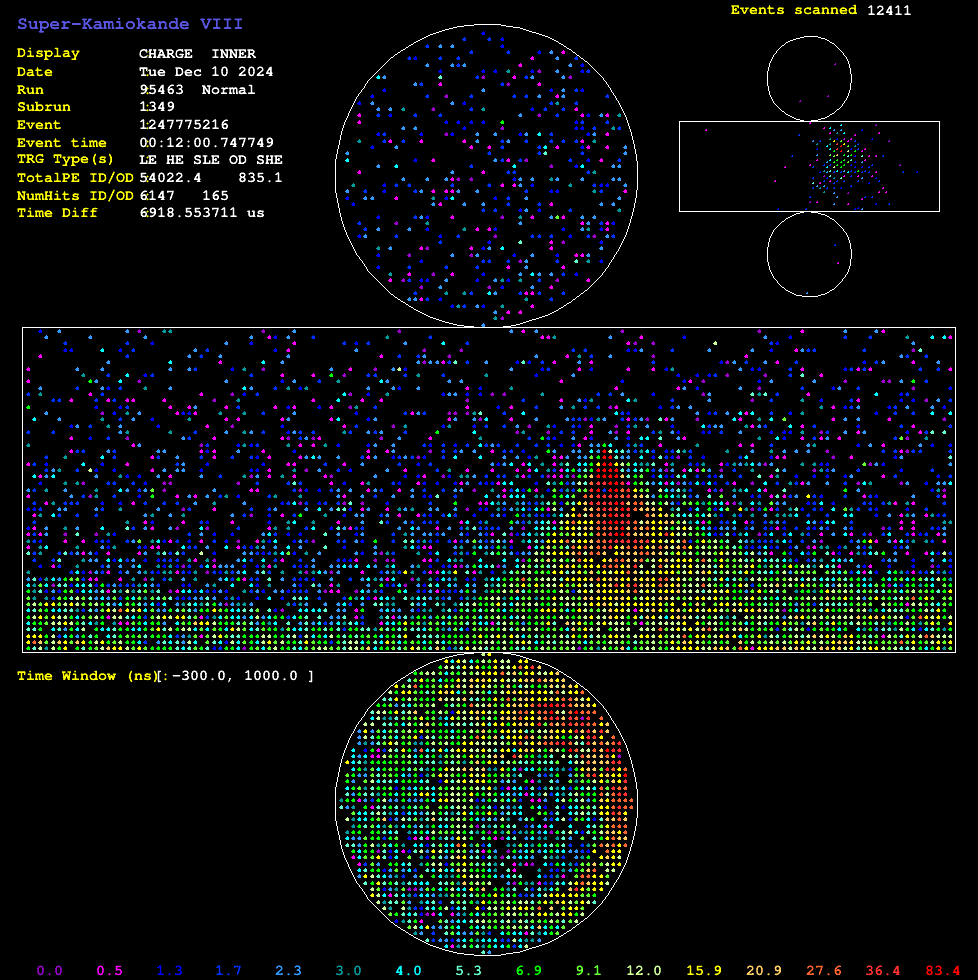 Super-Kamiokande VIII
Events scanned 12411
Display CHARGE INNER
Date Tue Dec 10 2024
Run 95463 Normal
Subrun 1349
Event 1247775216
Event time 00:12:00.747749
TRG Type(s) LE HE SLE OD SHE
TotalPE ID/OD 54022.4 835.1
NumHits ID/OD 6147 165
Time Diff 6918.553711 us
Time Window (ns)[: -300.0, 1000.0 ]
0.0 0.5 1.3 1.7 2.3 3.0 4.0 5.3 6.9 9.1 12.0 15.9 20.9 27.6 36.4 83.4